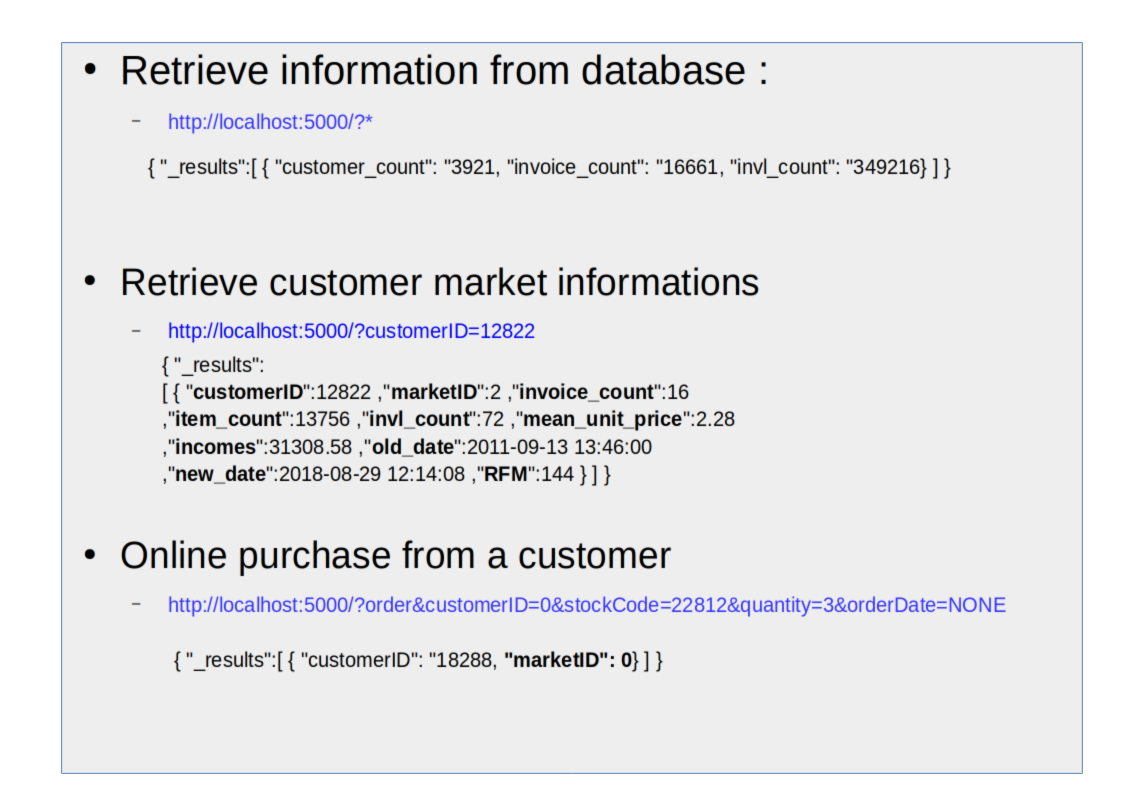 • Retrieve information from database :
– http://localhost:5000/?*
{ "_results":[ { "customer_count": "3921, "invoice_count": "16661, "invl_count": "349216} ] }
• Retrieve customer market informations
– http://localhost:5000/?customerID=12822
{ "_results":
[ { "customerID":12822 ,"marketID":2 ,"invoice_count":16
,"item_count":13756 ,"invl_count":72 ,"mean_unit_price":2.28
,"incomes":31308.58 ,"old_date":2011-09-13 13:46:00
,"new_date":2018-08-29 12:14:08 ,"RFM":144 } ] }
• Online purchase from a customer
– http://localhost:5000/?order&customerID=0&stockCode=22812&quantity=3&orderDate=NONE
{ "_results":[ { "customerID": "18288, "marketID": 0} ] }